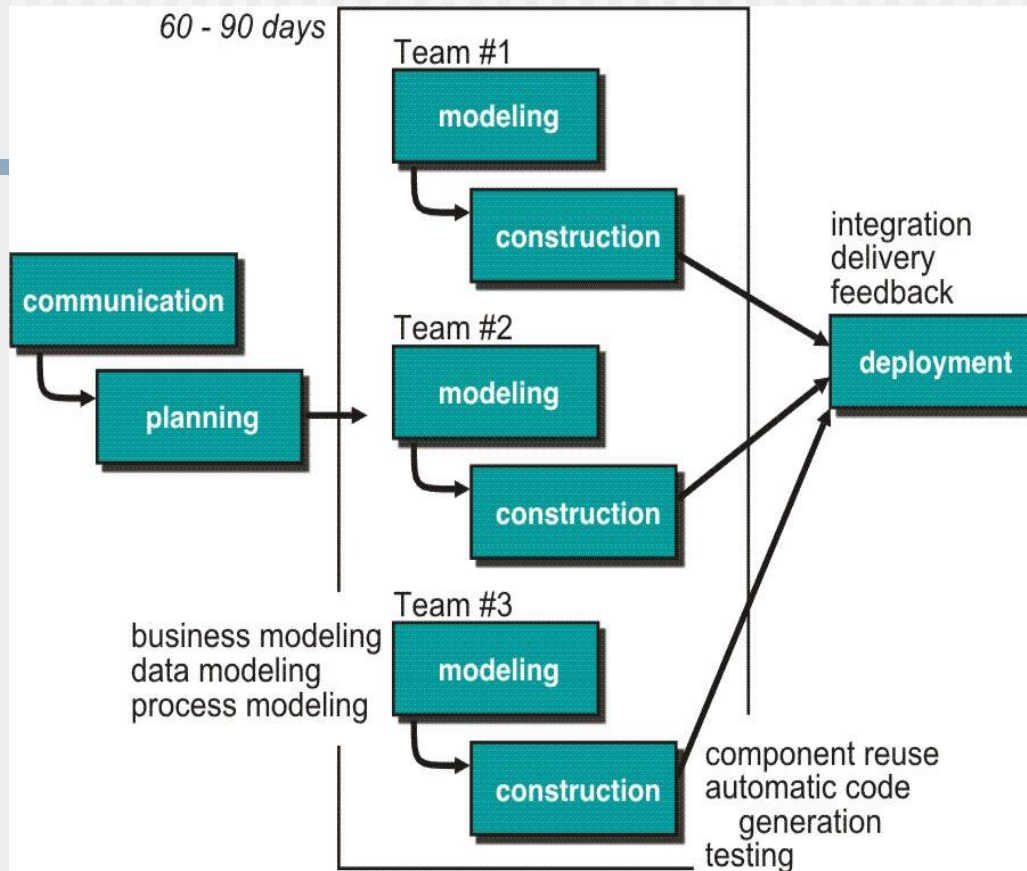 60 - 90 days
Team #1
modeling
construction
communication
planning
Team #2
modeling
construction
Team #3
business modeling
data modeling
process modeling
modeling
construction
component reuse
automatic code
generation
testing
integration
delivery
feedback
deployment